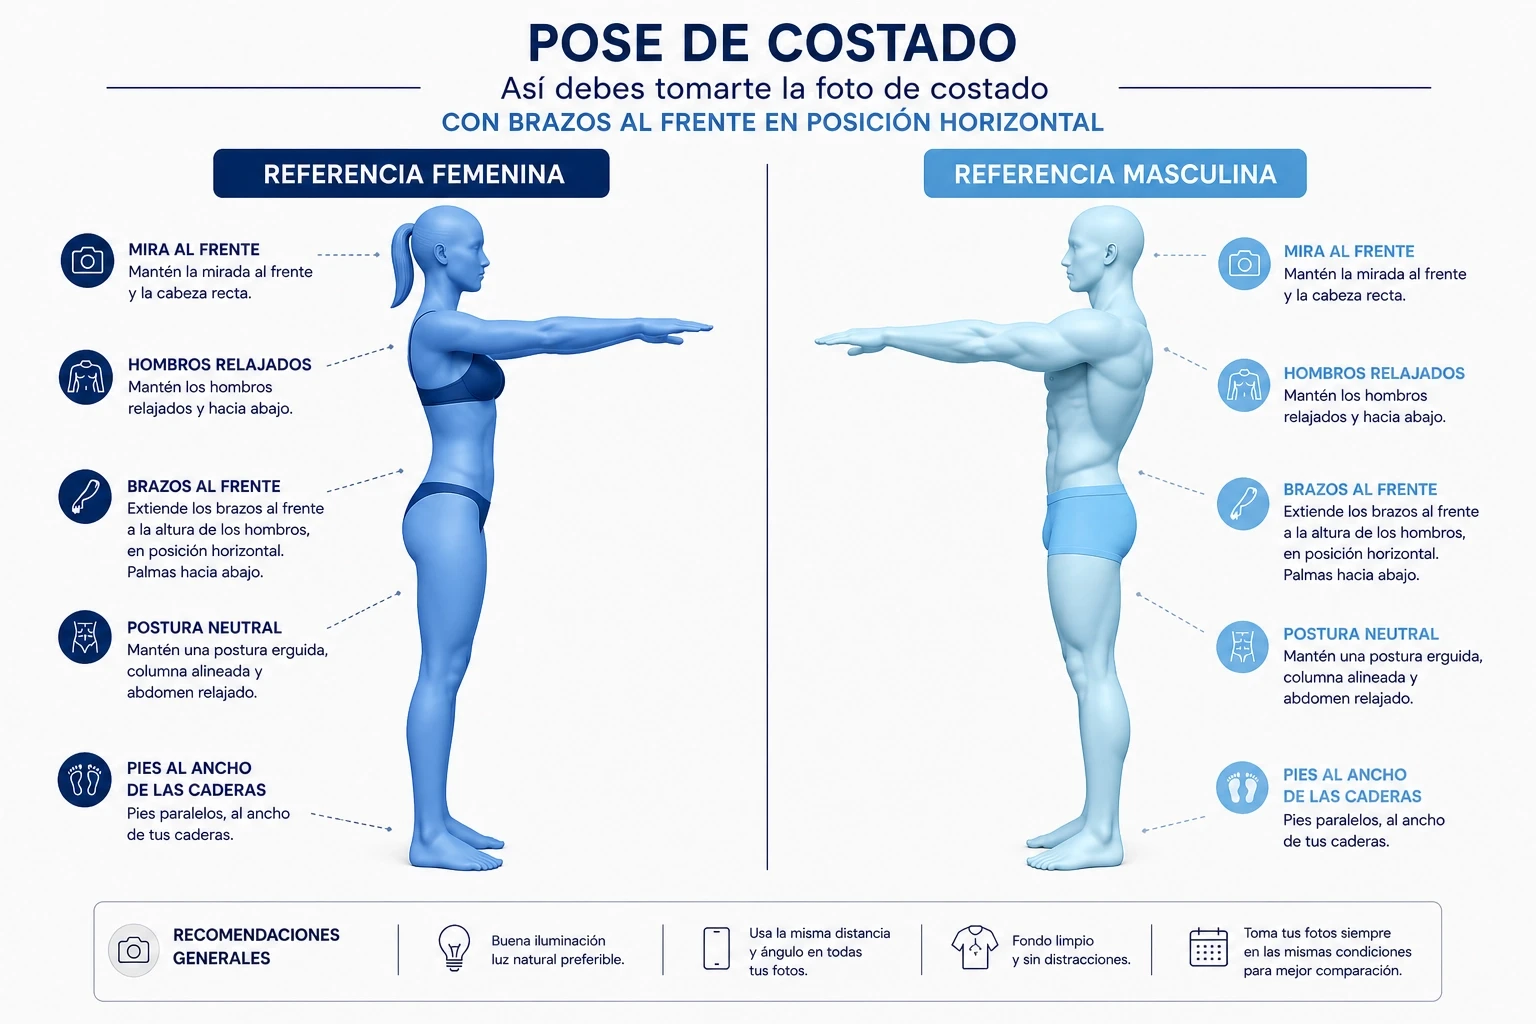 POSE DE COSTADO
Así debes tomarte la foto de costado
CON BRAZOS AL FRENTE EN POSICIÓN HORIZONTAL
REFERENCIA FEMENINA
MIRA AL FRENTE
Mantén la mirada al frente
y la cabeza recta.
HOMBROS RELAJADOS
Mantén los hombros
relajados y hacia abajo.
BRAZOS AL FRENTE
Extiende los brazos al frente
a la altura de los hombros,
en posición horizontal.
Palmas hacia abajo.
POSTURA NEUTRAL
Mantén una postura erguida,
columna alineada y
abdomen relajado.
PIES AL ANCHO
DE LAS CADERAS
Pies paralelos, al ancho
de tus caderas.
REFERENCIA MASCULINA
MIRA AL FRENTE
Mantén la mirada al frente
y la cabeza recta.
HOMBROS RELAJADOS
Mantén los hombros
relajados y hacia abajo.
BRAZOS AL FRENTE
Extiende los brazos al frente
a la altura de los hombros,
en posición horizontal.
Palmas hacia abajo.
POSTURA NEUTRAL
Mantén una postura erguida,
columna alineada y
abdomen relajado.
PIES AL ANCHO
DE LAS CADERAS
Pies paralelos, al ancho
de tus caderas.
RECOMENDACIONES
GENERALES
Buena iluminación
luz natural preferible.
Usa la misma distancia
y ángulo en todas
tus fotos.
Fondo limpio
y sin distracciones.
Toma tus fotos siempre
en las mismas condiciones
para mejor comparación.